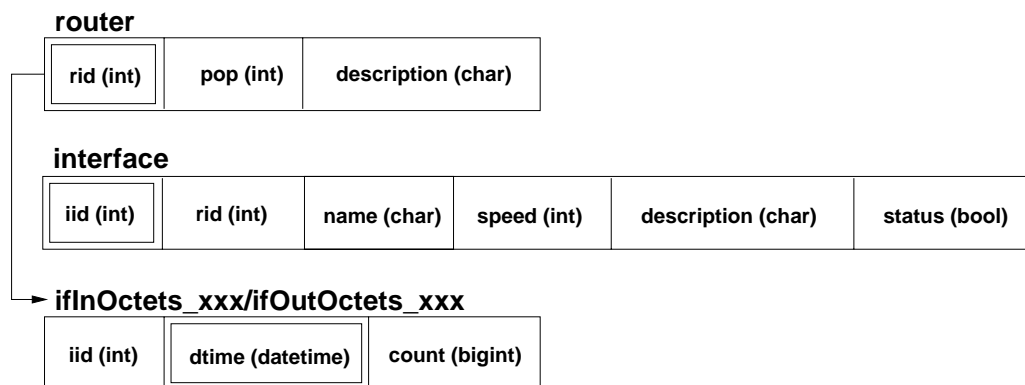 router
rid (int) pop (int) description (char)
interface
iid (int) rid (int) name (char) speed (int) description (char) status (bool)
ifInOctets_xxx/ifOutOctets_xxx
iid (int) dtime (datetime) count (bigint)